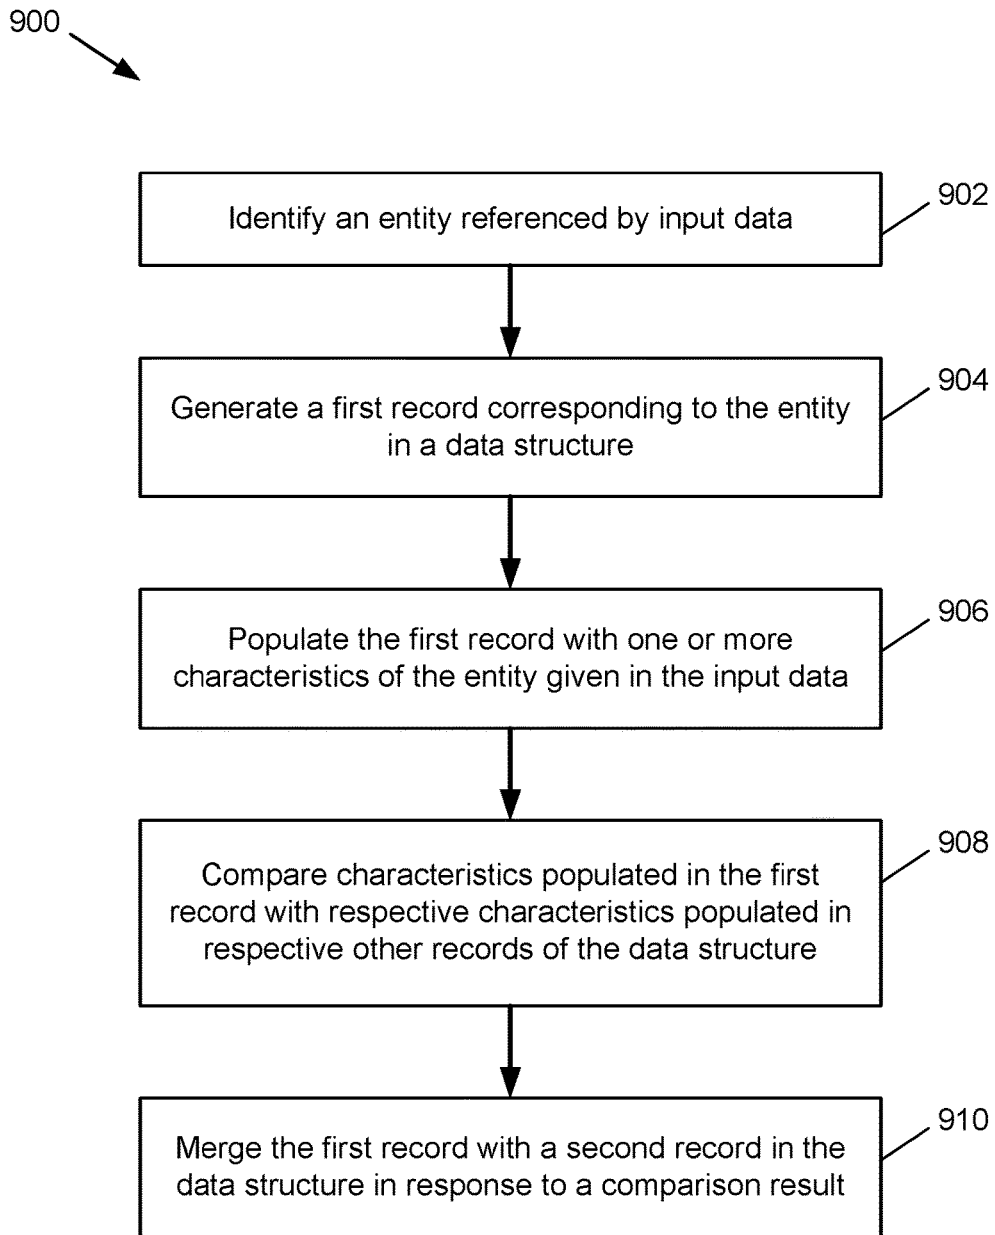 900
Identify an entity referenced by input data
902
Generate a first record corresponding to the entity
in a data structure
904
Populate the first record with one or more
characteristics of the entity given in the input data
906
Compare characteristics populated in the first
record with respective characteristics populated in
respective other records of the data structure
908
Merge the first record with a second record in the
data structure in response to a comparison result
910